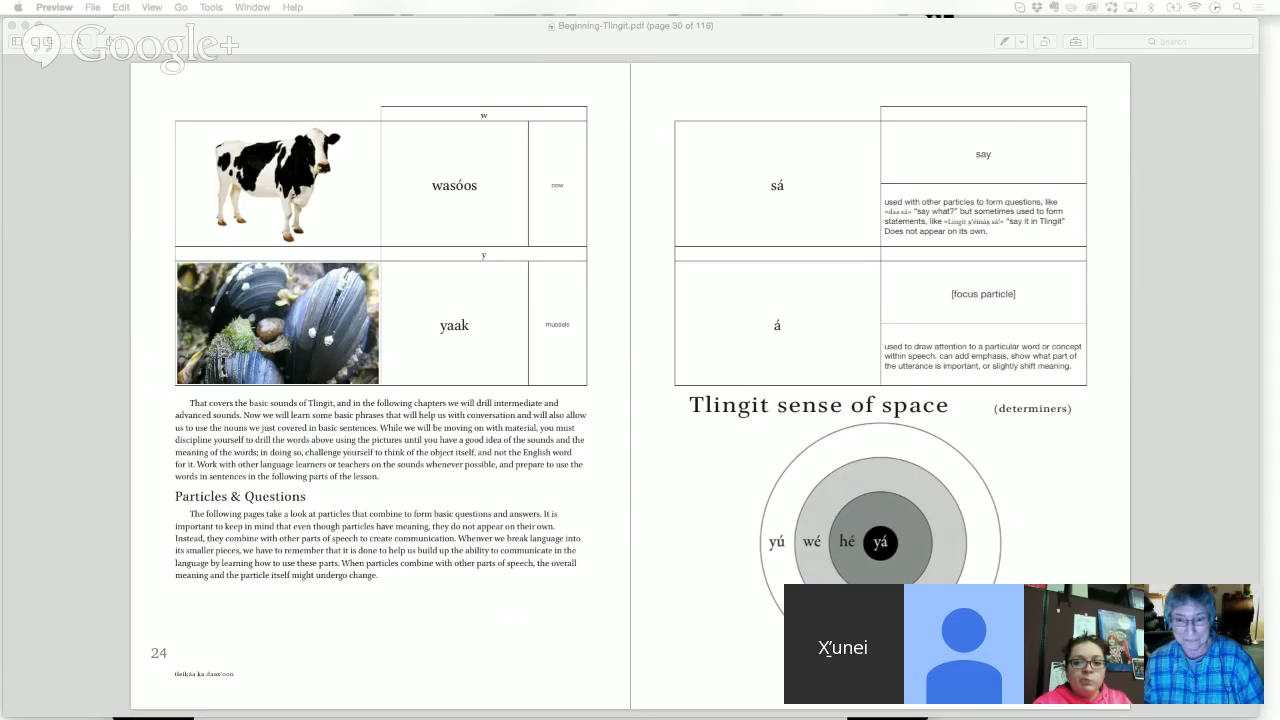 Preview File Edit View Go Tools Window Help
Beginning-Tlingit.pdf (page 30 of 116)
Google+
Search
w
wasóos
cow
y
yaak
mussels
That covers the basic sounds of Tlingit, and in the following chapters we will drill intermediate and
advanced sounds. Now we will learn some basic phrases that will help us with conversation and will also allow
us to use the nouns we just covered in basic sentences. While we will be moving on with material, you must
discipline yourself to drill the words above using the pictures until you have a good idea of the sounds and the
meaning of the words; in doing so, challenge yourself to think of the object itself, and not the English word
for it. Work with other language learners or teachers on the sounds whenever possible, and prepare to use the
words in sentences in the following parts of the lesson.
Particles & Questions
The following pages take a look at particles that combine to form basic questions and answers. It is
important to keep in mind that even though particles have meaning, they do not appear on their own.
Instead, they combine with other parts of speech to create communication. Whenver we break language into
its smaller pieces, we have to remember that it is done to help us build up the ability to communicate in the
language by learning how to use these parts. When particles combine with other parts of speech, the overall
meaning and the particle itself might undergo change.
24
tleiḵáa ḵa daax'oon
sá
say
used with other particles to form questions, like
«daa sá» “say what?” but sometimes used to form
statements, like «Lingít x̱'éináx̱ sá!» “say it in Tlingit”
Does not appear on its own.
á
[focus particle]
used to draw attention to a particular word or concept
within speech. can add emphasis, show what part of
the utterance is important, or slightly shift meaning.
Tlingit sense of space (determiners)
yú wé hé yá
X̱'unei